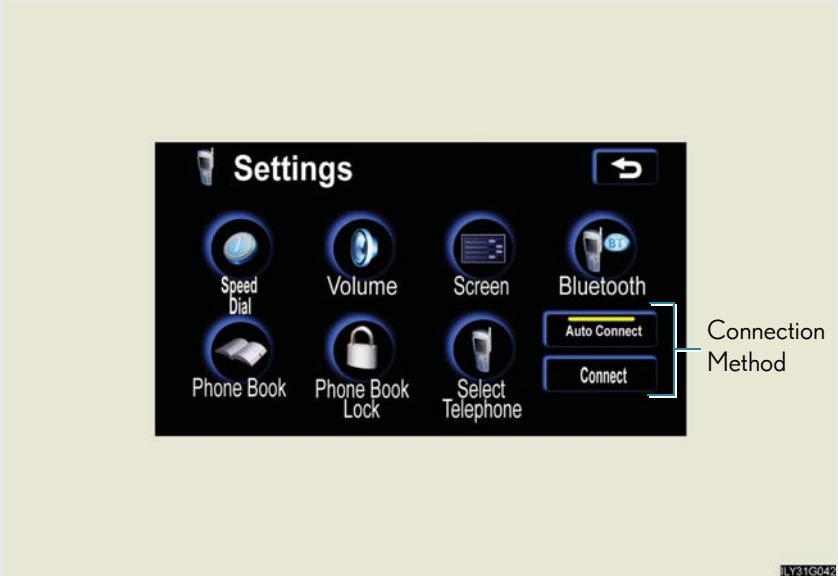 Settings
Speed
Dial
Volume
Screen
BT
Bluetooth
Auto Connect
Connect
Connection
Method
Phone Book
Phone Book
Lock
Select
Telephone
ILY31G042